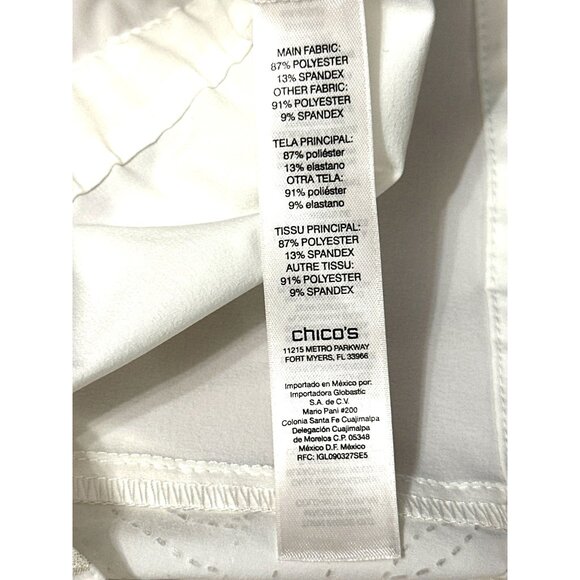 MAIN FABRIC:
87% POLYESTER
13% SPANDEX
OTHER FABRIC:
91% POLYESTER
9% SPANDEX
TELA PRINCIPAL:
87% poliéster
13% elastano
OTRA TELA:
91% poliéster
9% elastano
TISSU PRINCIPAL:
87% POLYESTER
13% SPANDEX
AUTRE TISSU:
91% POLYESTER
9% SPANDEX
chico's
11215 METRO PARKWAY
FORT MYERS, FL 33966
Importado en México por:
Importadora Globastic
S.A. de C.V.
Mario Pani #200
Colonia Santa Fe Cuajimalpa
Delegación Cuajimalpa
de Morelos C.P. 05348
México D.F. México
RFC: IGL090327SE5